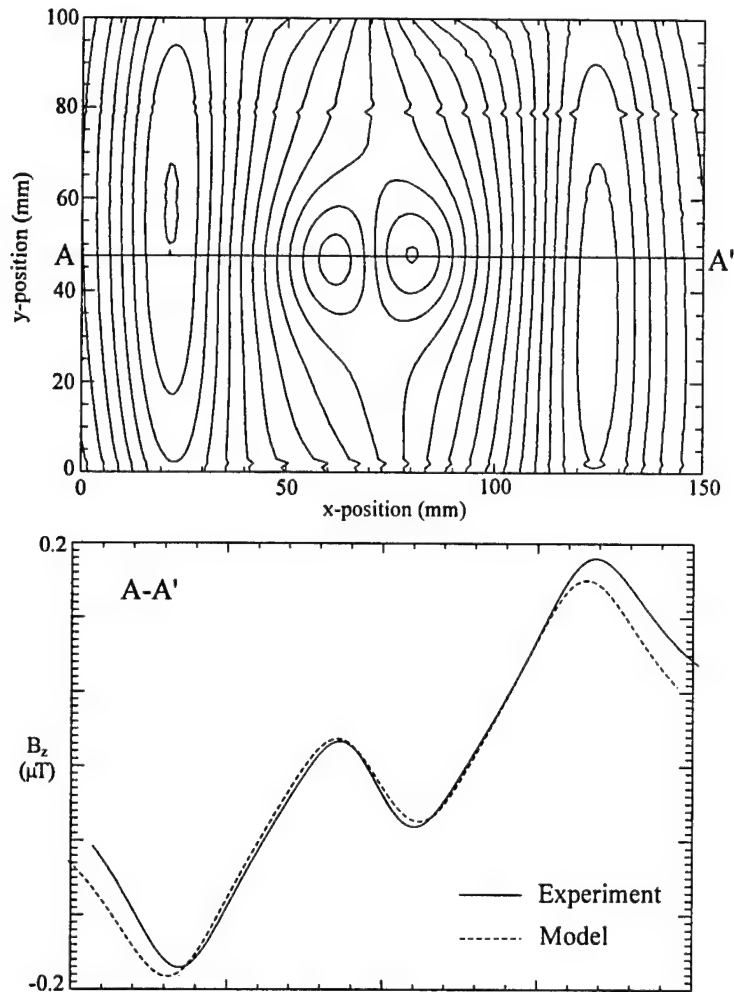 100
80
60
40
20
0
y-position (mm)
A
A'
0
50
100
150
x-position (mm)
0.2
A-A'
B_z
(μT)
Experiment
Model
-0.2